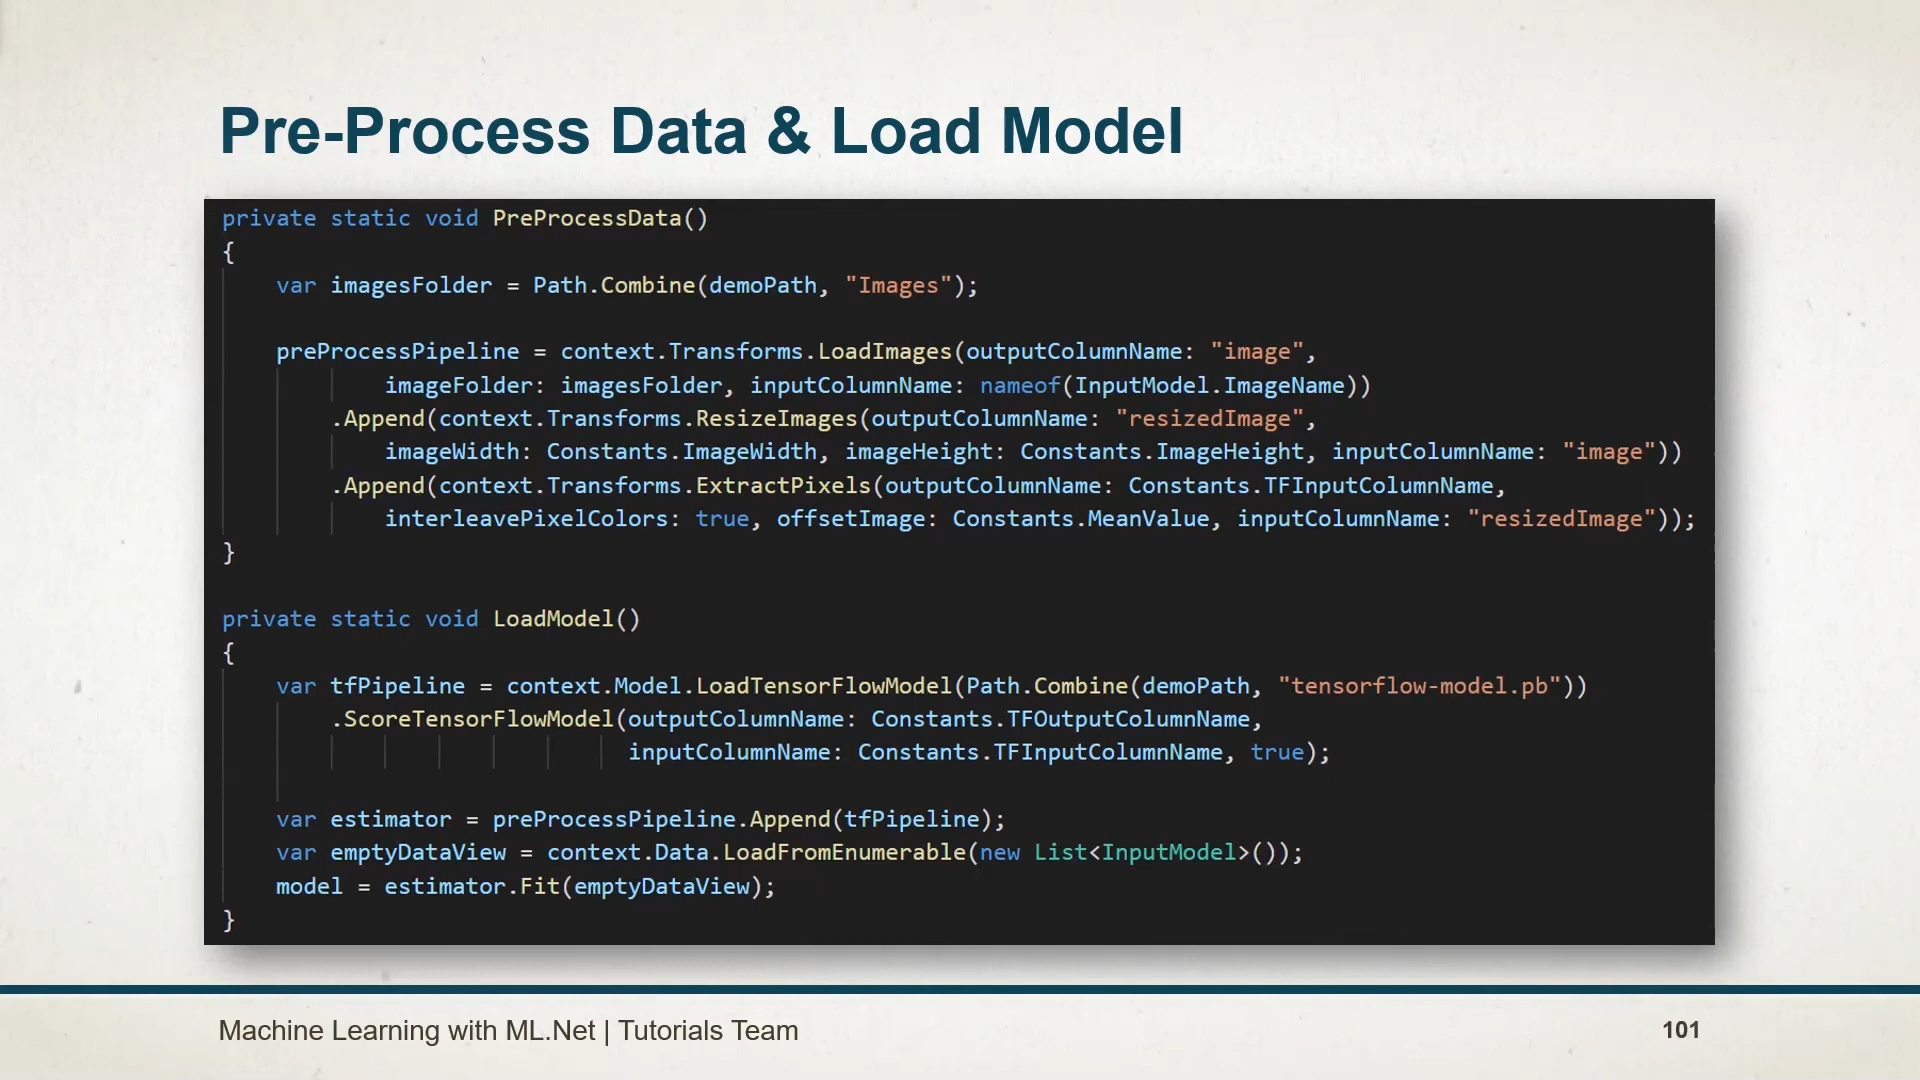 Pre-Process Data & Load Model
private static void PreProcessData()
{
var imagesFolder = Path.Combine(demoPath, "Images");
preProcessPipeline = context.Transforms.LoadImages(outputColumnName: "image",
imageFolder: imagesFolder, inputColumnName: nameof(InputModel.ImageName))
.Append(context.Transforms.ResizeImages(outputColumnName: "resizedImage",
imageWidth: Constants.ImageWidth, imageHeight: Constants.ImageHeight, inputColumnName: "image"))
.Append(context.Transforms.ExtractPixels(outputColumnName: Constants.TFInputColumnName,
interleavePixelColors: true, offsetImage: Constants.MeanValue, inputColumnName: "resizedImage"));
}
private static void LoadModel()
{
var tfPipeline = context.Model.LoadTensorFlowModel(Path.Combine(demoPath, "tensorflow-model.pb"))
.ScoreTensorFlowModel(outputColumnName: Constants.TFOutputColumnName,
inputColumnName: Constants.TFInputColumnName, true);
var estimator = preProcessPipeline.Append(tfPipeline);
var emptyDataView = context.Data.LoadFromEnumerable(new List<InputModel>());
model = estimator.Fit(emptyDataView);
}
Machine Learning with ML.Net | Tutorials Team
101